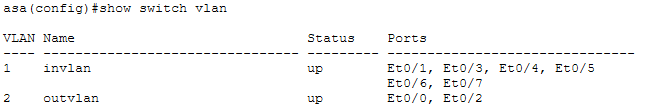 asa(config)#show switch vlan
VLAN Name                             Status    Ports
---- -------------------------------- --------- -----------------------------
1    invlan                           up        Et0/1, Et0/3, Et0/4, Et0/5
                                                Et0/6, Et0/7
2    outvlan                          up        Et0/0, Et0/2